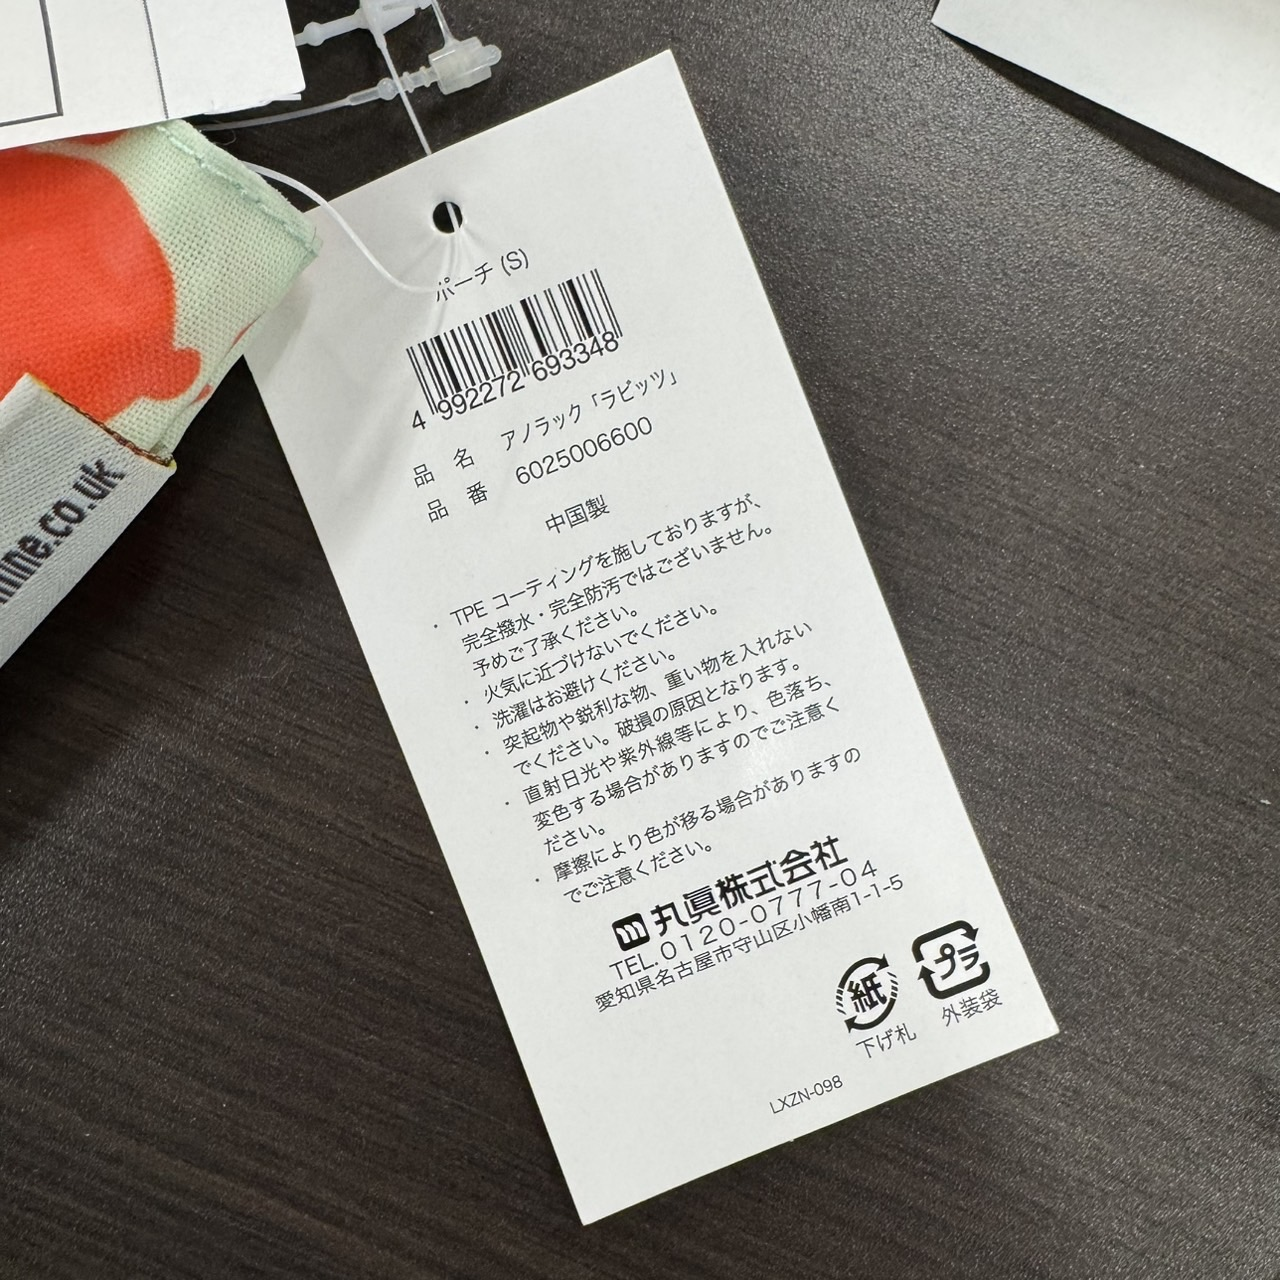 ポーチ (S)
4 992272 693348
品 名 アノラック「ラビッツ」
品 番 6025006600
中国製
・ TPE コーティングを施しておりますが、
完全撥水・完全防汚ではございません。
予めご了承ください。
・ 火気に近づけないでください。
・ 洗濯はお避けください。
・ 突起物や鋭利な物、重い物を入れない
でください。破損の原因となります。
・ 直射日光や紫外線等により、色落ち、
変色する場合がありますのでご注意く
ださい。
・ 摩擦により色が移る場合がありますの
でご注意ください。
m 丸眞株式会社
TEL.0120-0777-04
愛知県名古屋市守山区小幡南1-1-5
紙 プラ
下げ札 外装袋
LXZN-098
ine.co.uk